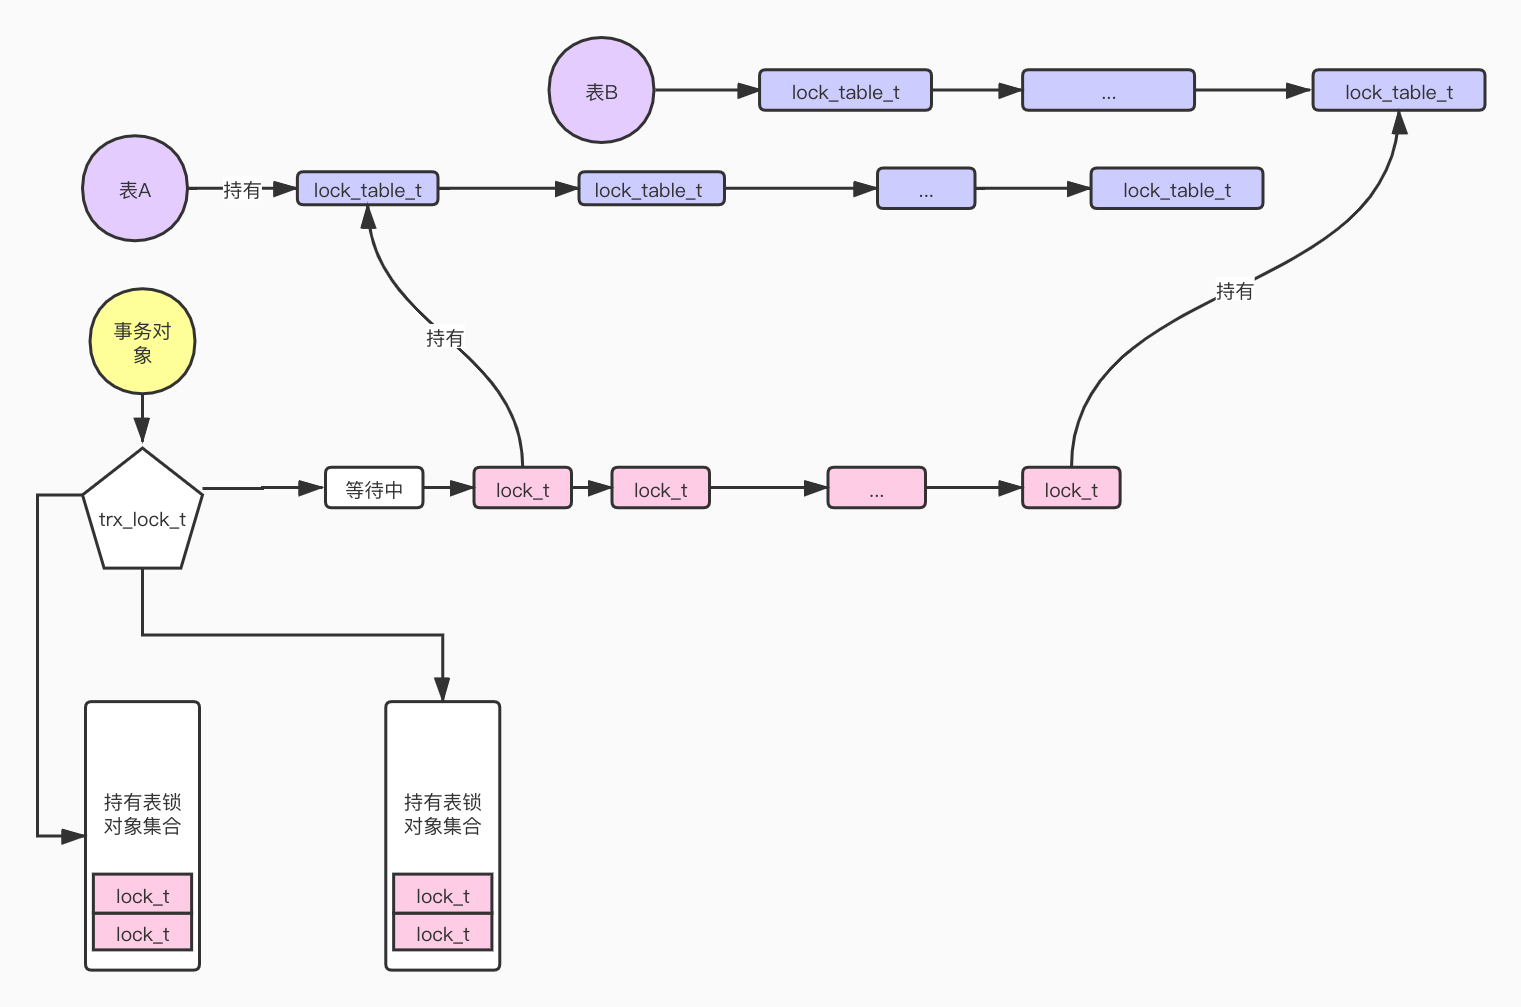 表B
lock_table_t
...
lock_table_t
表A
持有
lock_table_t
lock_table_t
...
lock_table_t
持有
事务对
象
持有
等待中
lock_t
lock_t
...
lock_t
trx_lock_t
持有表锁
对象集合
lock_t
lock_t
持有表锁
对象集合
lock_t
lock_t